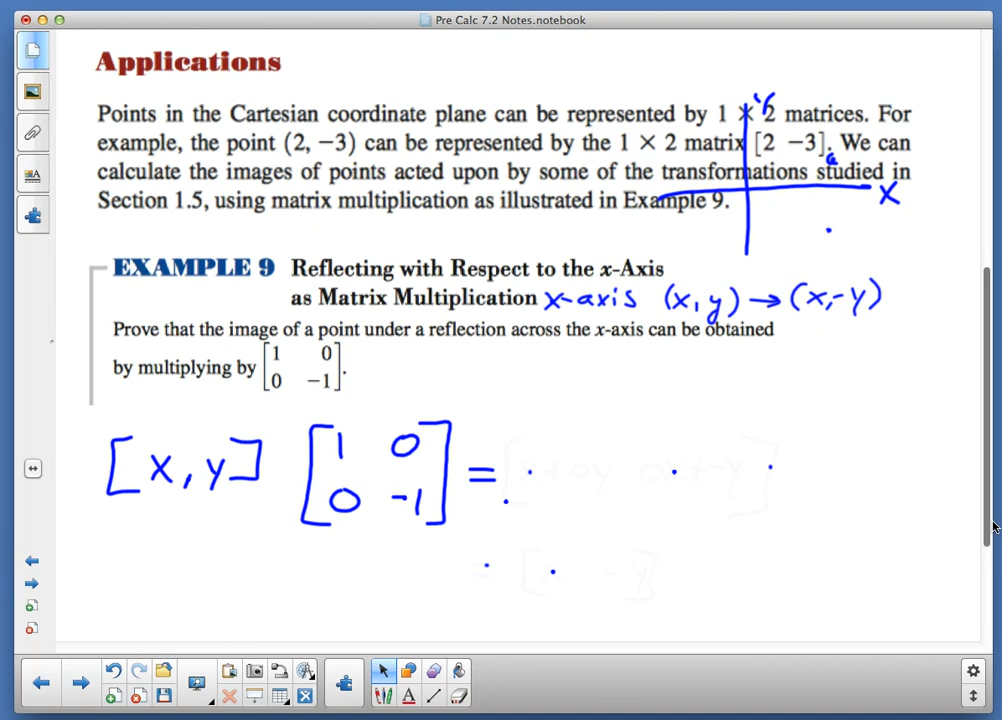 Pre Calc 7.2 Notes.notebook
Applications
Points in the Cartesian coordinate plane can be represented by 1 × 2 matrices. For
example, the point (2, −3) can be represented by the 1 × 2 matrix [2 −3]. We can
calculate the images of points acted upon by some of the transformations studied in
Section 1.5, using matrix multiplication as illustrated in Example 9.
x
EXAMPLE 9 Reflecting with Respect to the x-Axis
as Matrix Multiplication x-axis (x, y) → (x, -y)
Prove that the image of a point under a reflection across the x-axis can be obtained
by multiplying by [1 0
0 −1].
[x, y] [1 0
0 -1] = [x+0y 0x+-y]
= [x -y]